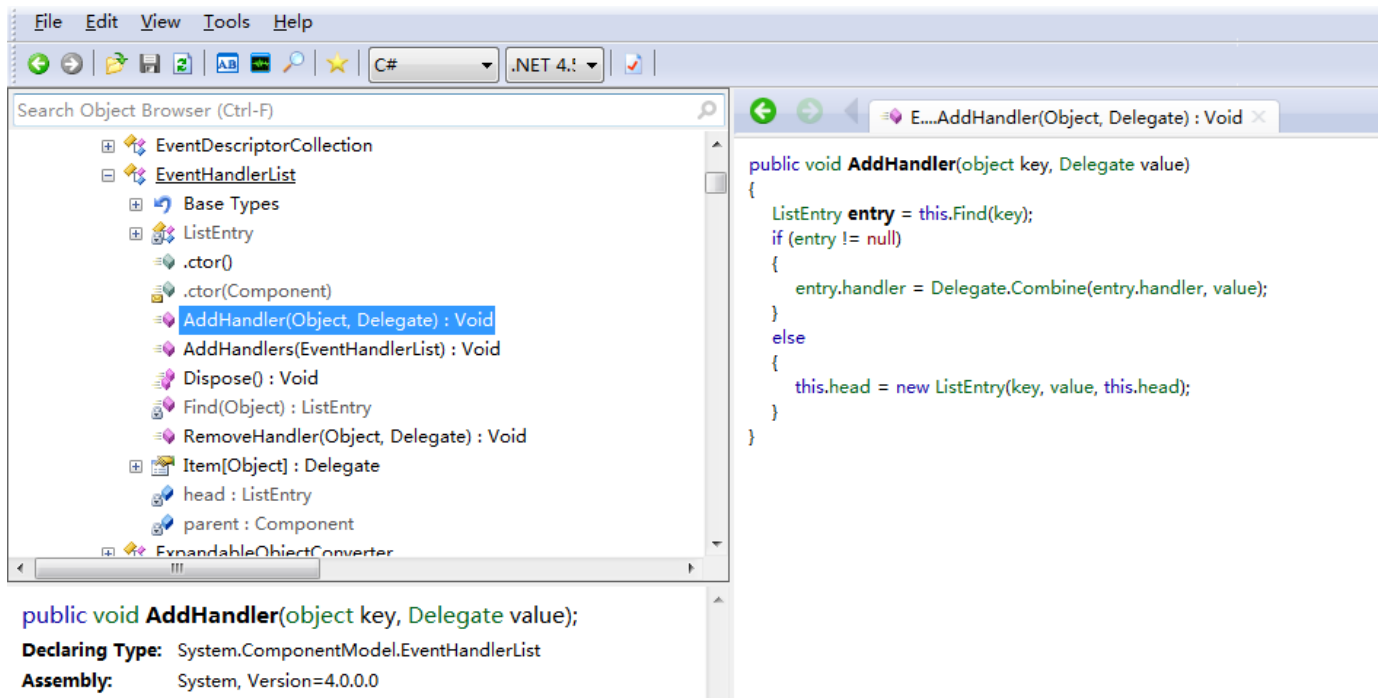 File Edit View Tools Help
C# .NET 4.5
Search Object Browser (Ctrl-F)
EventDescriptorCollection
EventHandlerList
Base Types
ListEntry
.ctor()
.ctor(Component)
AddHandler(Object, Delegate) : Void
AddHandlers(EventHandlerList) : Void
Dispose() : Void
Find(Object) : ListEntry
RemoveHandler(Object, Delegate) : Void
Item[Object] : Delegate
head : ListEntry
parent : Component
ExpandableObjectConverter
public void AddHandler(object key, Delegate value);
Declaring Type: System.ComponentModel.EventHandlerList
Assembly: System, Version=4.0.0.0
E....AddHandler(Object, Delegate) : Void
public void AddHandler(object key, Delegate value)
{
ListEntry entry = this.Find(key);
if (entry != null)
{
entry.handler = Delegate.Combine(entry.handler, value);
}
else
{
this.head = new ListEntry(key, value, this.head);
}
}